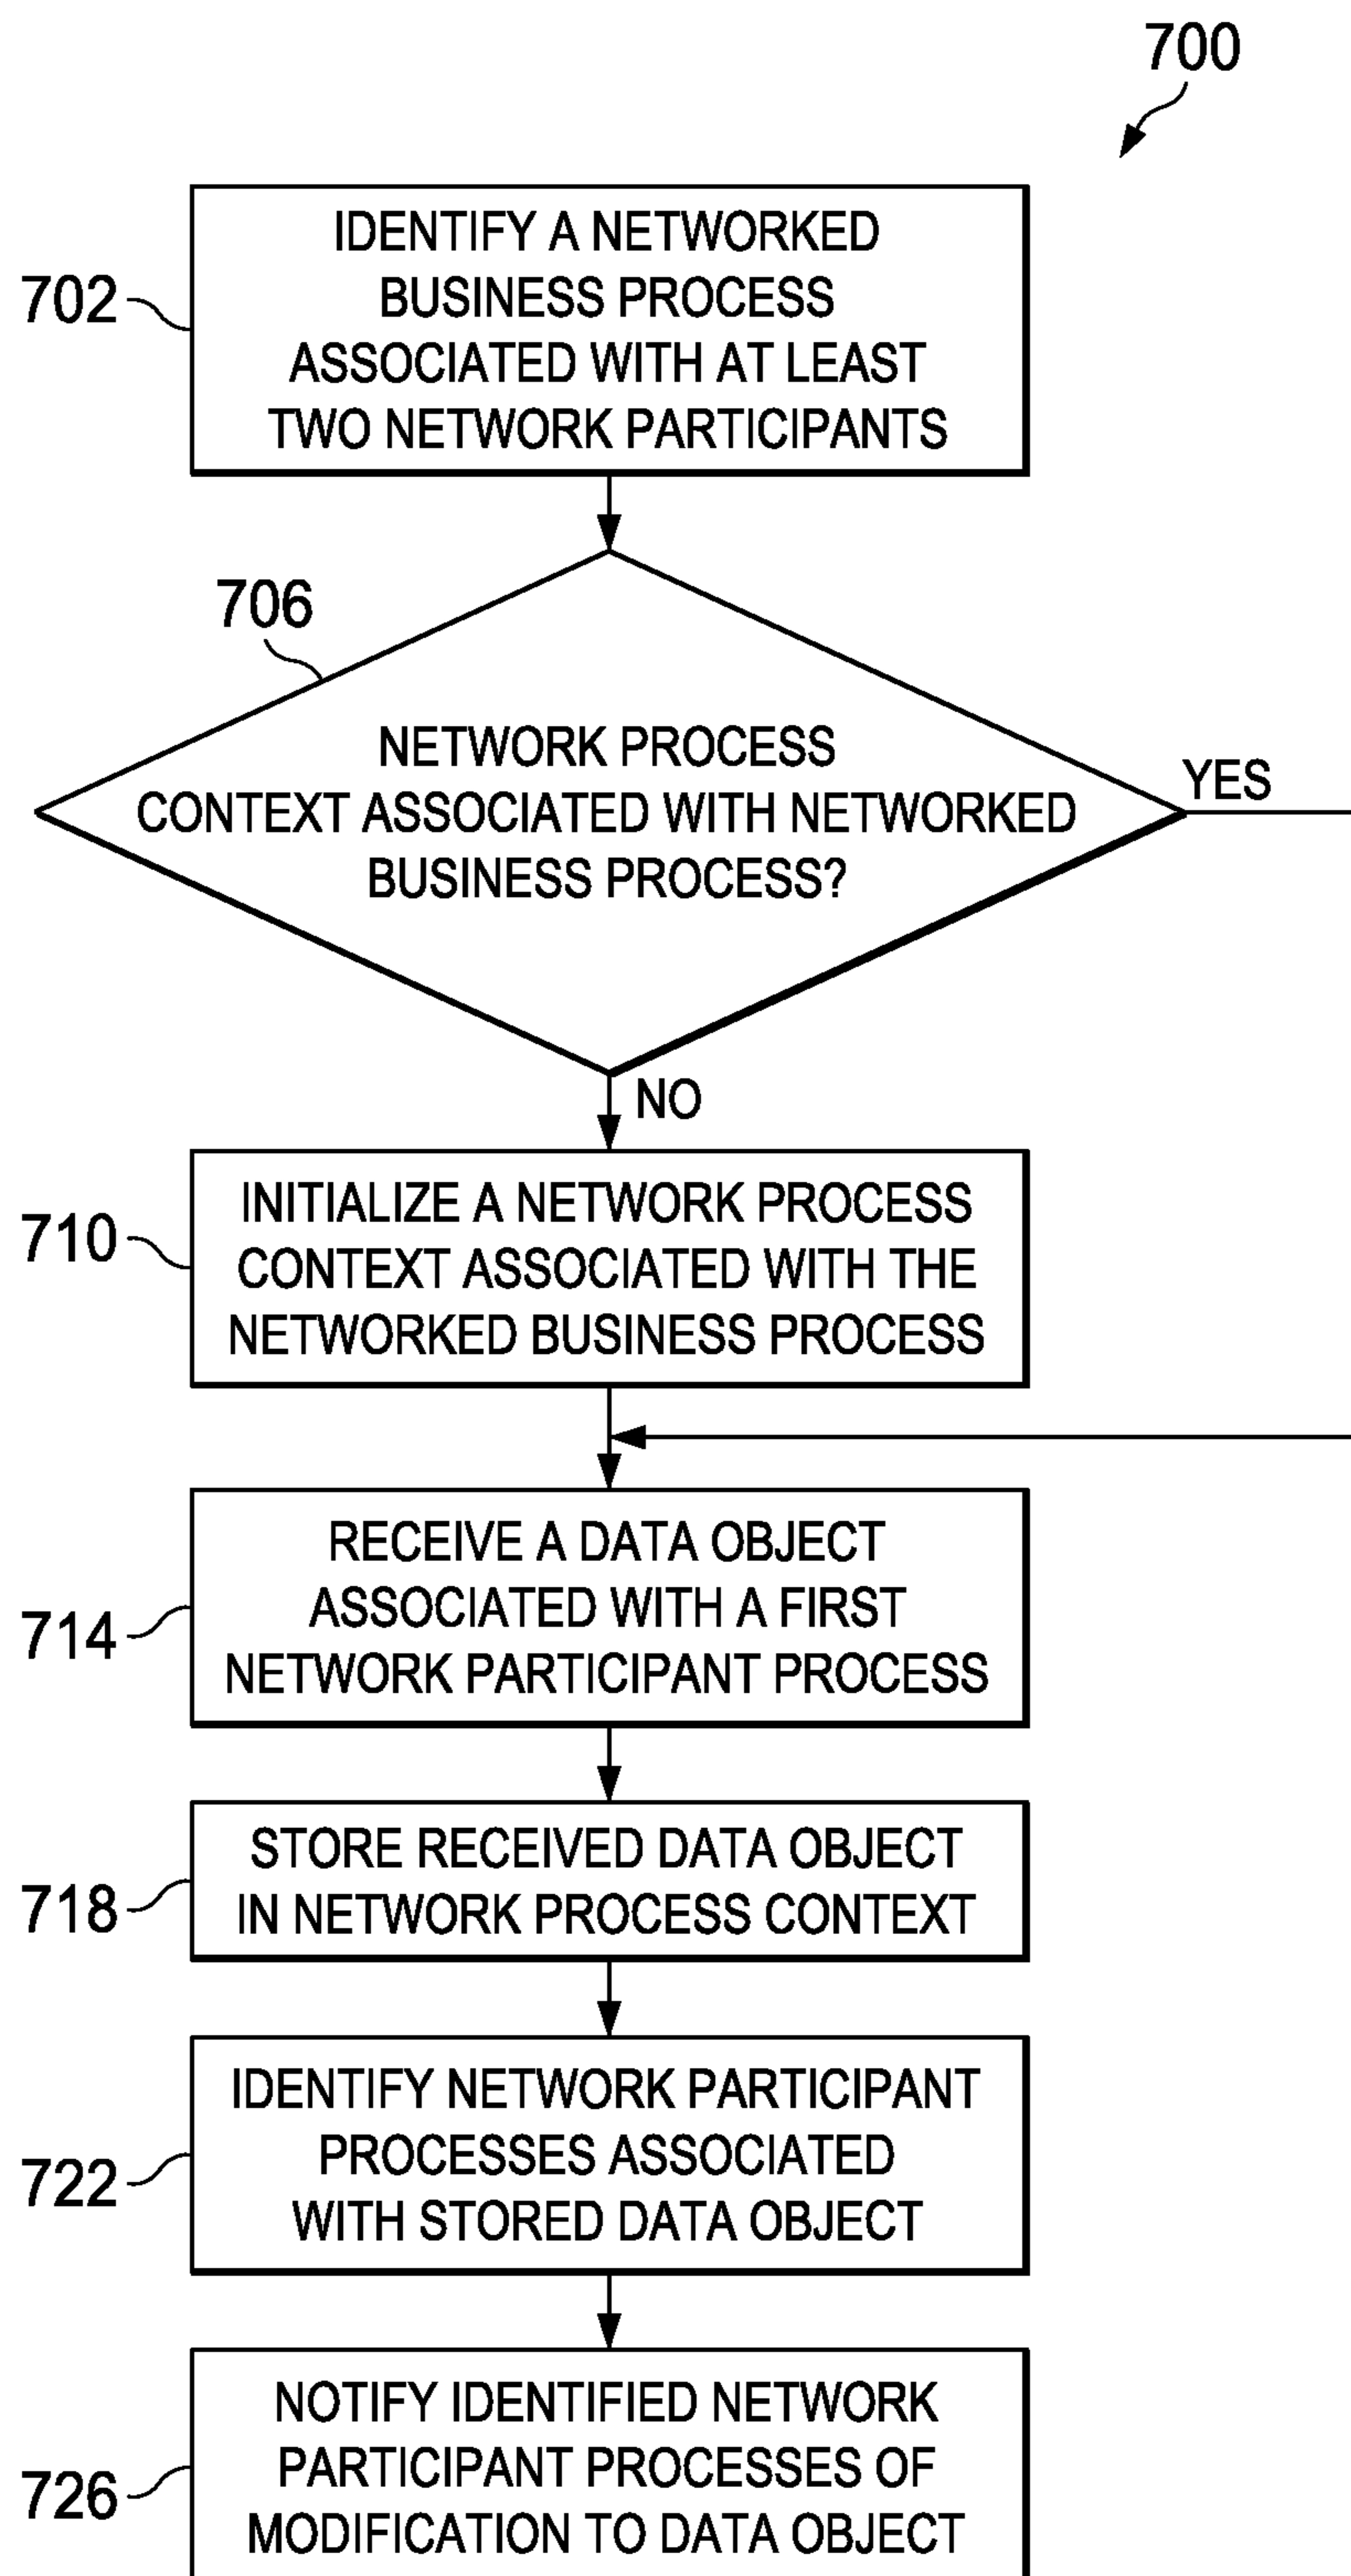 700
702
IDENTIFY A NETWORKED
BUSINESS PROCESS
ASSOCIATED WITH AT LEAST
TWO NETWORK PARTICIPANTS
706
NETWORK PROCESS
CONTEXT ASSOCIATED WITH NETWORKED
BUSINESS PROCESS?
YES
NO
710
INITIALIZE A NETWORK PROCESS
CONTEXT ASSOCIATED WITH THE
NETWORKED BUSINESS PROCESS
714
RECEIVE A DATA OBJECT
ASSOCIATED WITH A FIRST
NETWORK PARTICIPANT PROCESS
718
STORE RECEIVED DATA OBJECT
IN NETWORK PROCESS CONTEXT
722
IDENTIFY NETWORK PARTICIPANT
PROCESSES ASSOCIATED
WITH STORED DATA OBJECT
726
NOTIFY IDENTIFIED NETWORK
PARTICIPANT PROCESSES OF
MODIFICATION TO DATA OBJECT